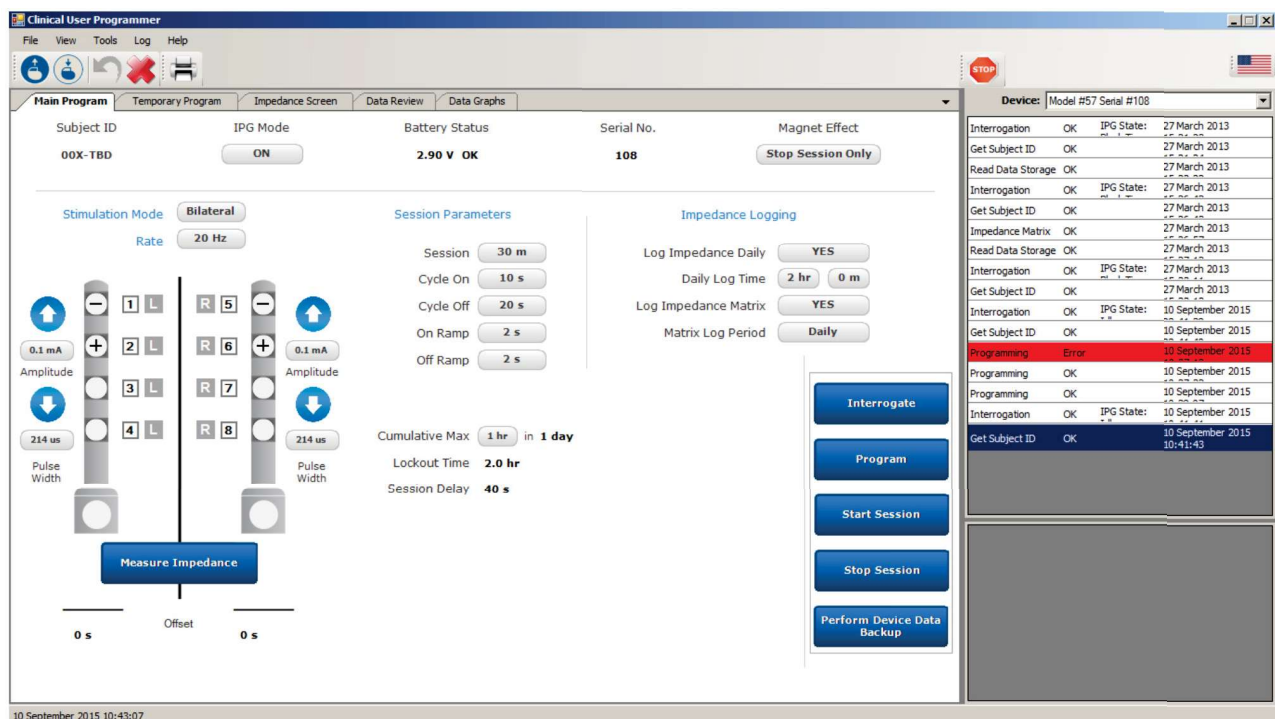 Clinical User Programmer
File View Tools Log Help
STOP
Main Program Temporary Program Impedance Screen Data Review Data Graphs
Device: Model #57 Serial #108
Subject ID IPG Mode Battery Status Serial No. Magnet Effect
00X-TBD ON 2.90 V OK 108 Stop Session Only
Stimulation Mode Bilateral
Rate 20 Hz
1 L R 5
2 L R 6
3 L R 7
4 L R 8
0.1 mA
Amplitude
214 us
Pulse
Width
0.1 mA
Amplitude
214 us
Pulse
Width
Measure Impedance
Offset
0 s 0 s
Session Parameters
Session 30 m
Cycle On 10 s
Cycle Off 20 s
On Ramp 2 s
Off Ramp 2 s
Cumulative Max 1 hr in 1 day
Lockout Time 2.0 hr
Session Delay 40 s
Impedance Logging
Log Impedance Daily YES
Daily Log Time 2 hr 0 m
Log Impedance Matrix YES
Matrix Log Period Daily
Interrogate
Program
Start Session
Stop Session
Perform Device Data
Backup
Interrogation OK IPG State: 27 March 2013
Get Subject ID OK 27 March 2013
Read Data Storage OK 27 March 2013
Interrogation OK IPG State: 27 March 2013
Get Subject ID OK 27 March 2013
Impedance Matrix OK 27 March 2013
Read Data Storage OK 27 March 2013
Interrogation OK IPG State: 27 March 2013
Get Subject ID OK 27 March 2013
Interrogation OK IPG State: 10 September 2015
Get Subject ID OK 10 September 2015
Programming Error 10 September 2015
Programming OK 10 September 2015
Programming OK 10 September 2015
Interrogation OK IPG State: 10 September 2015
Get Subject ID OK 10 September 2015
10:41:43
10 September 2015 10:43:07